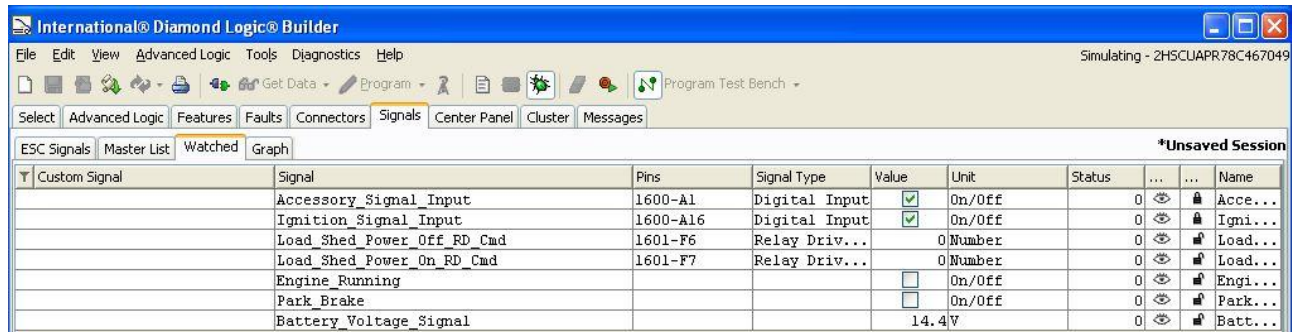 International® Diamond Logic® Builder
File Edit View Advanced Logic Tools Diagnostics Help Simulating - 2HSCUAPR78C467049
Get Data Program Program Test Bench
Select Advanced Logic Features Faults Connectors Signals Center Panel Cluster Messages
ESC Signals Master List Watched Graph *Unsaved Session
Custom Signal Signal Pins Signal Type Value Unit Status ... ... Name
Accessory_Signal_Input 1600-A1 Digital Input On/Off 0 Acce...
Ignition_Signal_Input 1600-A16 Digital Input On/Off 0 Igni...
Load_Shed_Power_Off_RD_Cmd 1601-F6 Relay Driv... 0 Number 0 Load...
Load_Shed_Power_On_RD_Cmd 1601-F7 Relay Driv... 0 Number 0 Load...
Engine_Running On/Off 0 Engi...
Park_Brake On/Off 0 Park...
Battery_Voltage_Signal 14.4 V 0 Batt...